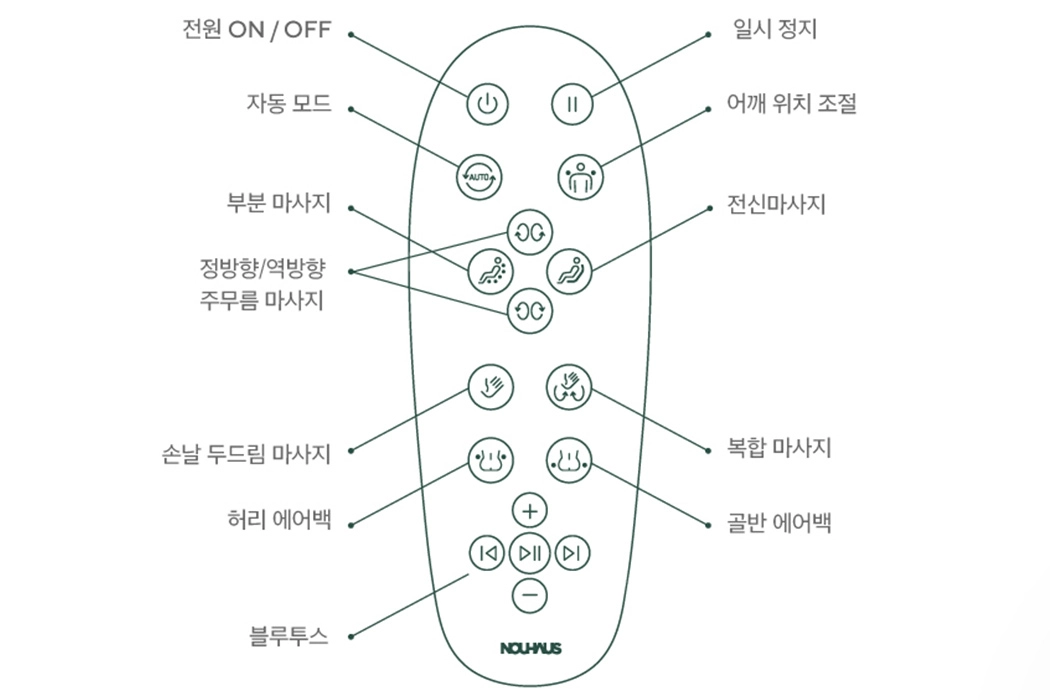 전원 ON / OFF
일시 정지
자동 모드
어깨 위치 조절
AUTO
부분 마사지
전신마사지
정방향/역방향
주무름 마사지
손날 두드림 마사지
복합 마사지
허리 에어백
골반 에어백
블루투스
NOUHAUS